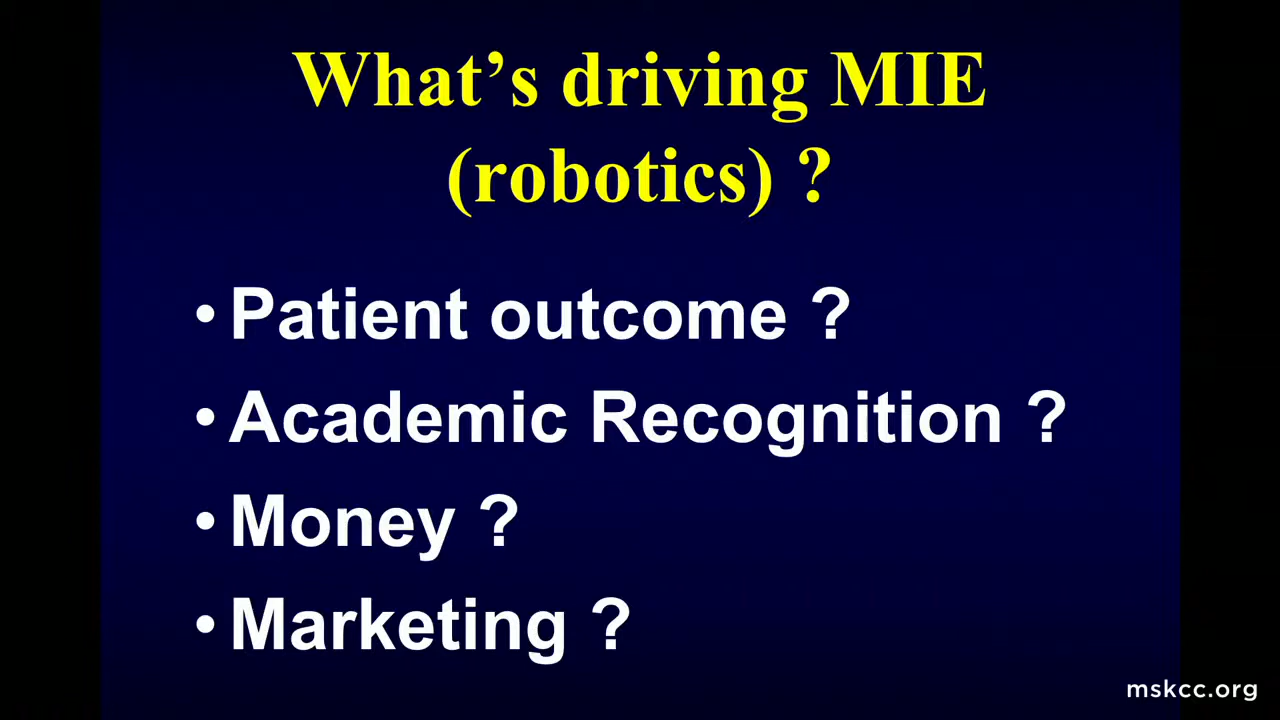 What's driving MIE
(robotics) ?
• Patient outcome ?
• Academic Recognition ?
• Money ?
• Marketing ?
mskcc.org